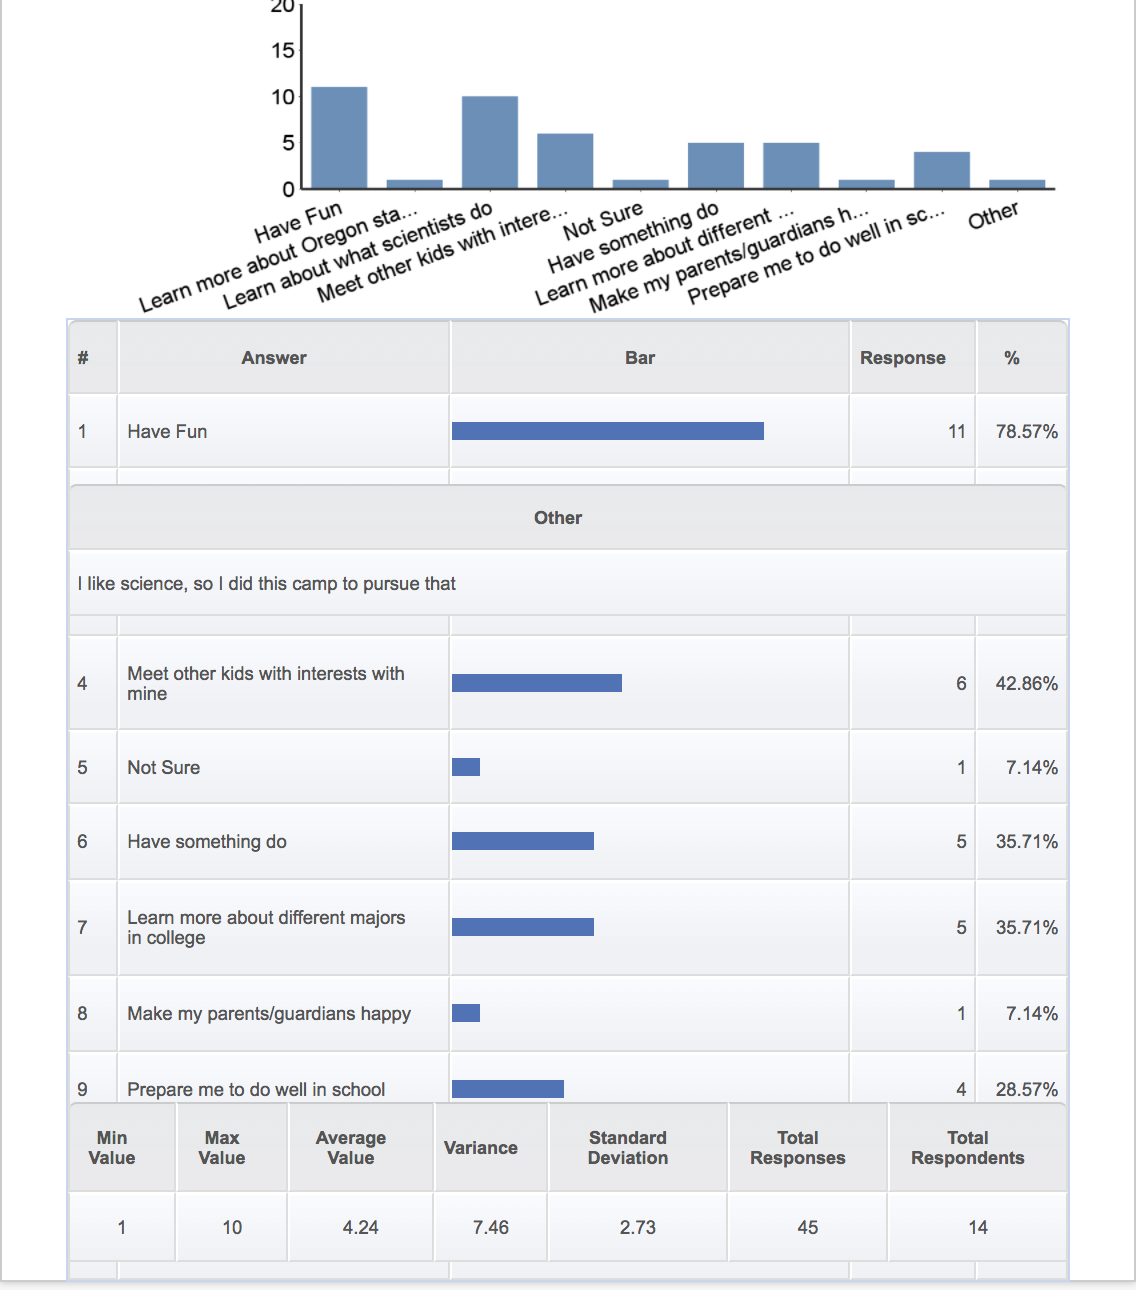 20
15
10
5
0
Have Fun
Learn more about Oregon sta...
Learn about what scientists do
Meet other kids with intere...
Not Sure
Have something do
Learn more about different ...
Make my parents/guardians h...
Prepare me to do well in sc...
Other
# Answer Bar Response %
1 Have Fun 11 78.57%
Other
I like science, so I did this camp to pursue that
4 Meet other kids with interests with
mine 6 42.86%
5 Not Sure 1 7.14%
6 Have something do 5 35.71%
7 Learn more about different majors
in college 5 35.71%
8 Make my parents/guardians happy 1 7.14%
9 Prepare me to do well in school 4 28.57%
Min Value Max Value Average Value Variance Standard Deviation Total Responses Total Respondents
1 10 4.24 7.46 2.73 45 14